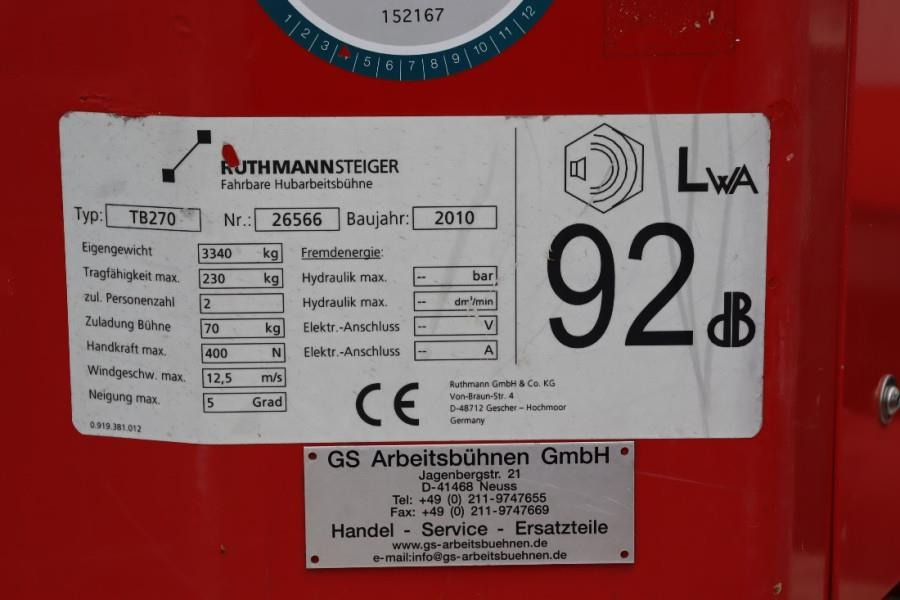 152167
1 2 3 5 6 7 8 9 10 11 12
RUTHMANNSTEIGER
Fahrbare Hubarbeitsbühne
Typ: TB270 Nr.: 26566 Baujahr: 2010
Eigengewicht 3340 kg
Tragfähigkeit max. 230 kg
zul. Personenzahl 2
Zuladung Bühne 70 kg
Handkraft max. 400 N
Windgeschw. max. 12,5 m/s
Neigung max. 5 Grad
0.919.381.012
Fremdenergie:
Hydraulik max. -- bar
Hydraulik max. -- dm³/min
Elektr.-Anschluss -- V
Elektr.-Anschluss -- A
CE
Ruthmann GmbH & Co. KG
Von-Braun-Str. 4
D-48712 Gescher – Hochmoor
Germany
LWA
92 dB
GS Arbeitsbühnen GmbH
Jagenbergstr. 21
D-41468 Neuss
Tel: +49 (0) 211-9747655
Fax: +49 (0) 211-9747669
Handel - Service - Ersatzteile
www.gs-arbeitsbuehnen.de
e-mail:info@gs-arbeitsbuehnen.de